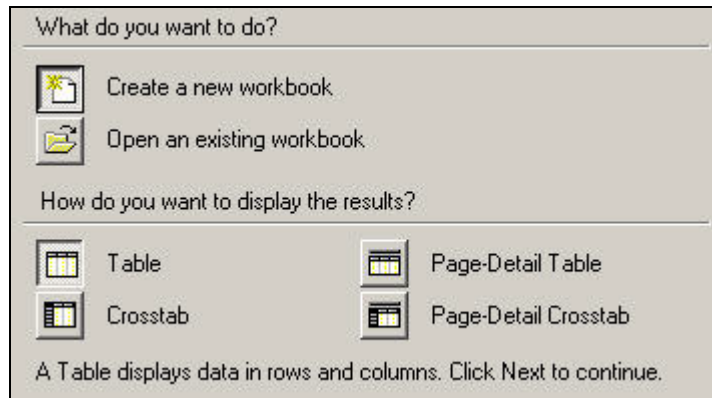 What do you want to do?
Create a new workbook
Open an existing workbook
How do you want to display the results?
Table
Page-Detail Table
Crosstab
Page-Detail Crosstab
A Table displays data in rows and columns. Click Next to continue.